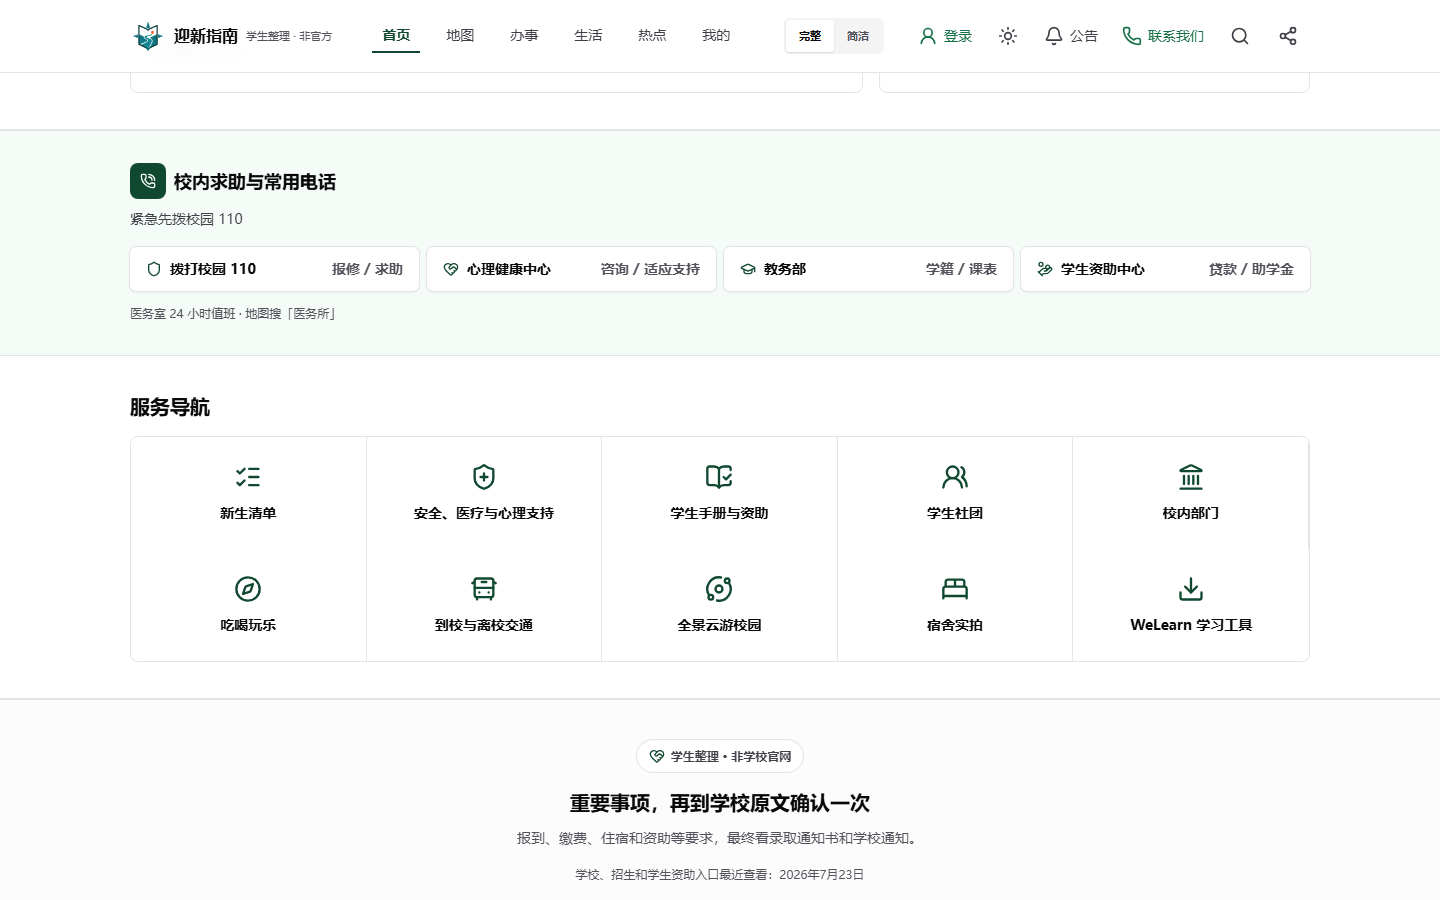 迎新指南 学生整理 · 非官方 首页 地图 办事 生活 热点 我的 完整 简洁 登录 公告 联系我们
校内求助与常用电话
紧急先拨校园 110
拨打校园 110 报修 / 求助 心理健康中心 咨询 / 适应支持 教务部 学籍 / 课表 学生资助中心 贷款 / 助学金
医务室 24 小时值班 · 地图搜「医务所」
服务导航
新生清单 安全、医疗与心理支持 学生手册与资助 学生社团 校内部门
吃喝玩乐 到校与离校交通 全景云游校园 宿舍实拍 WeLearn 学习工具
学生整理 • 非学校官网
重要事项，再到学校原文确认一次
报到、缴费、住宿和资助等要求，最终看录取通知书和学校通知。
学校、招生和学生资助入口最近查看：2026年7月23日